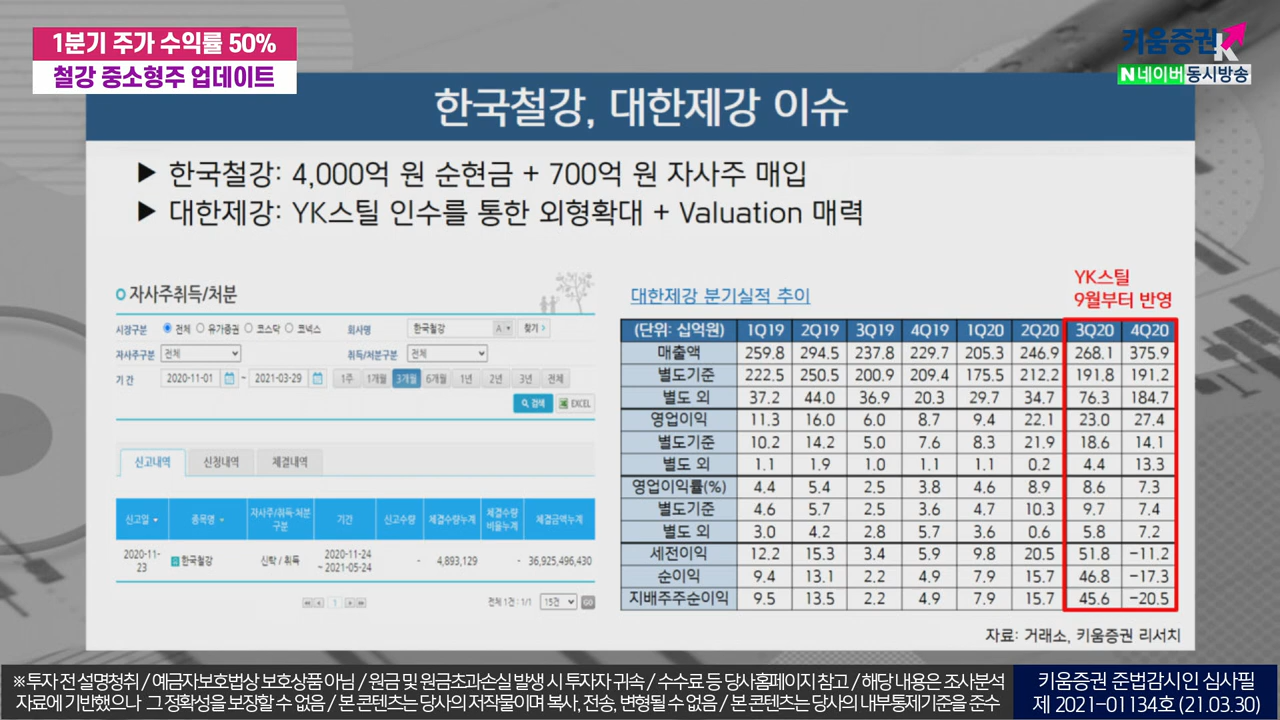 1분기 주가 수익률 50%
철강 중소형주 업데이트
키움증권
N 네이버 동시방송
한국철강, 대한제강 이슈
▶ 한국철강: 4,000억 원 순현금 + 700억 원 자사주 매입
▶ 대한제강: YK스틸 인수를 통한 외형확대 + Valuation 매력
자사주취득/처분
시장구분 전체 유가증권 코스닥 코넥스 회사명 한국철강 A 찾기
자사주구분 전체 취득/처분구분 전체
기간 2020-11-01 ~ 2021-03-29 1주 1개월 3개월 6개월 1년 2년 3년 전체
검색 EXCEL
신고내역 신청내역 체결내역
신고일 종목명 자사주/취득·처분 구분 기간 신고수량 체결수량누계 체결수량 비율누계 체결금액누계
2020-11-23 한국철강 신탁 / 취득 2020-11-24 ~ 2021-05-24 - 4,893,129 - 36,925,496,430
1 전체 1건 : 1/1 15건 GO
YK스틸
9월부터 반영
대한제강 분기실적 추이
(단위: 십억원) 1Q19 2Q19 3Q19 4Q19 1Q20 2Q20 3Q20 4Q20
매출액 259.8 294.5 237.8 229.7 205.3 246.9 268.1 375.9
별도기준 222.5 250.5 200.9 209.4 175.5 212.2 191.8 191.2
별도 외 37.2 44.0 36.9 20.3 29.7 34.7 76.3 184.7
영업이익 11.3 16.0 6.0 8.7 9.4 22.1 23.0 27.4
별도기준 10.2 14.2 5.0 7.6 8.3 21.9 18.6 14.1
별도 외 1.1 1.9 1.0 1.1 1.1 0.2 4.4 13.3
영업이익률(%) 4.4 5.4 2.5 3.8 4.6 8.9 8.6 7.3
별도기준 4.6 5.7 2.5 3.6 4.7 10.3 9.7 7.4
별도 외 3.0 4.2 2.8 5.7 3.6 0.6 5.8 7.2
세전이익 12.2 15.3 3.4 5.9 9.8 20.5 51.8 -11.2
순이익 9.4 13.1 2.2 4.9 7.9 15.7 46.8 -17.3
지배주주순이익 9.5 13.5 2.2 4.9 7.9 15.7 45.6 -20.5
자료: 거래소, 키움증권 리서치
※ 투자 전 설명청취 / 예금자보호법상 보호상품 아님 / 원금 및 원금초과손실 발생 시 투자자 귀속 / 수수료 등 당사홈페이지 참고 / 해당 내용은 조사분석
자료에 기반했으나 그 정확성을 보장할 수 없음 / 본 콘텐츠는 당사의 저작물이며 복사, 전송, 변형될 수 없음 / 본 콘텐츠는 당사의 내부통제기준을 준수
키움증권 준법감시인 심사필
제 2021-01134호 (21.03.30)